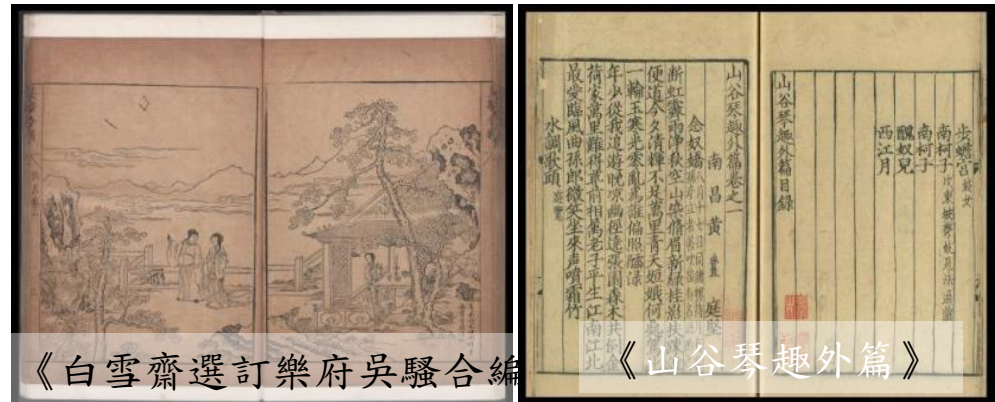 步蟾宮
南柯子
南柯子
醜奴兒
西江月
山谷琴趣外篇目錄
山谷琴趣外篇卷之一
南昌黃 庭堅
念奴嬌
斷虹霽雨淨秋空山染脩眉新綠桂影扶疎
便道今夕清輝不足萬里青天姮娥何處
一輪玉寒光零亂為誰偏照醽淥
年少從我追遊晚涼幽徑遶張園森木共倒金
荷家萬里難得尊前相屬老子平生江南江北
最愛臨風曲孫郎微笑坐來声噴霜竹
水調歌頭 遊覽
《白雪齋選訂樂府吳騷合編
《山谷琴趣外篇》